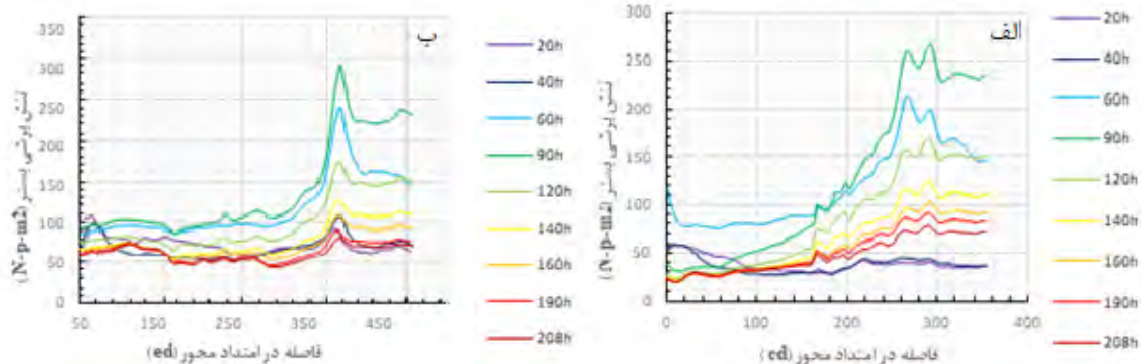 ب
350
300
250
200
150
100
50
0
50 150 250 350 450
تنش برشی بستر (N-p-m2)
فاصله در امتداد محور (ed)
20h
40h
60h
90h
120h
140h
160h
190h
208h
الف
300
250
200
150
100
50
0
0 100 200 300 400
تنش برشی بستر (N-p-m2)
فاصله در امتداد محور (cd)
20h
40h
60h
90h
120h
140h
160h
190h
208h